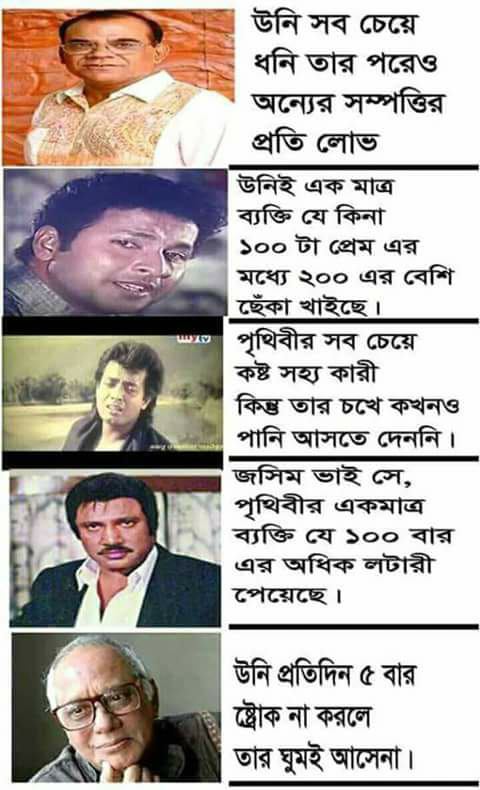 উনি সব চেয়ে
ধনি তার পরেও
অন্যের সম্পত্তির
প্রতি লোভ
উনিই এক মাত্র
ব্যক্তি যে কিনা
১০০ টা প্রেম এর
মধ্যে ২০০ এর বেশি
ছেঁকা খাইছে।
mytv
পৃথিবীর সব চেয়ে
কষ্ট সহ্য কারী
কিন্তু তার চখে কখনও
পানি আসতে দেননি।
জসিম ভাই সে,
পৃথিবীর একমাত্র
ব্যক্তি যে ১০০ বার
এর অধিক লটারী
পেয়েছে।
উনি প্রতিদিন ৫ বার
ষ্ট্রোক না করলে
তার ঘুমই আসেনা।